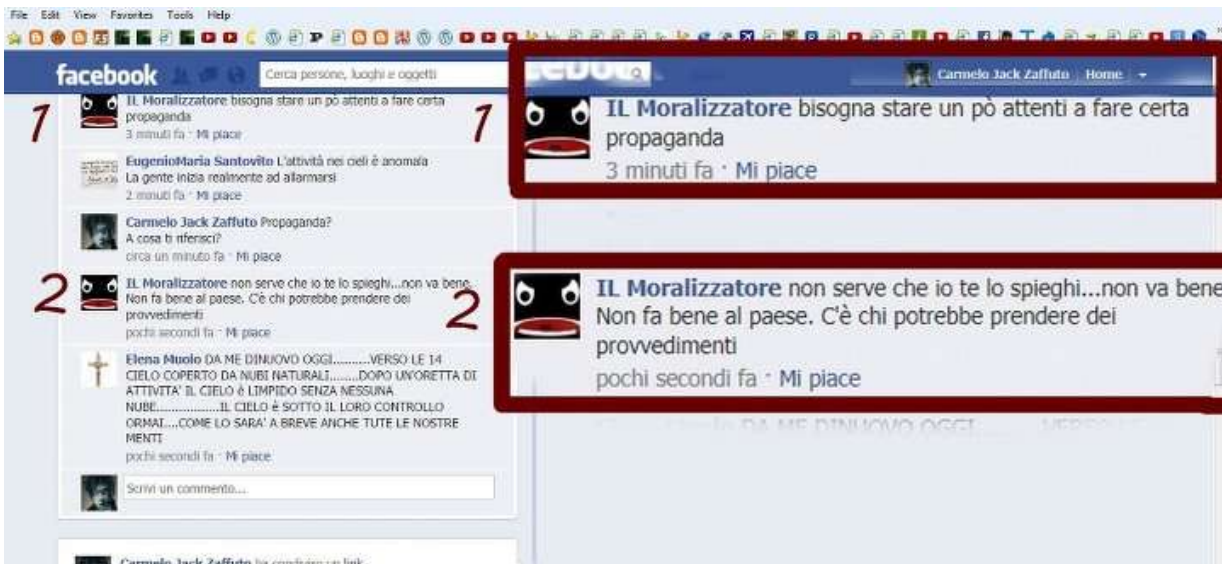 File Edit View Favorites Tools Help
facebook
Cerca persone, luoghi e oggetti
Carmelo Jack Zaffuto Home
1
IL Moralizzatore bisogna stare un pò attenti a fare certa
propaganda
3 minuti fa · Mi piace
EugenioMaria Santovito L'attività nei cieli è anomala
La gente inizia realmente ad allarmarsi
2 minuti fa · Mi piace
Carmelo Jack Zaffuto Propaganda?
A cosa ti riferisci?
circa un minuto fa · Mi piace
2
IL Moralizzatore non serve che io te lo spieghi...non va bene.
Non fa bene al paese. C'è chi potrebbe prendere dei
provvedimenti
pochi secondi fa · Mi piace
Elena Muolo DA ME DINUOVO OGGI..........VERSO LE 14
CIELO COPERTO DA NUBI NATURALI.........DOPO UN'ORETTA DI
ATTIVITA' IL CIELO è LIMPIDO SENZA NESSUNA
NUBE..................IL CIELO è SOTTO IL LORO CONTROLLO
ORMAI....COME LO SARA' A BREVE ANCHE TUTE LE NOSTRE
MENTI
pochi secondi fa · Mi piace
Scrivi un commento...
Carmelo Jack Zaffuto ha condiviso un link.
1
IL Moralizzatore bisogna stare un pò attenti a fare certa
propaganda
3 minuti fa · Mi piace
2
IL Moralizzatore non serve che io te lo spieghi...non va bene
Non fa bene al paese. C'è chi potrebbe prendere dei
provvedimenti
pochi secondi fa · Mi piace
DA ME DINUOVO OGGI